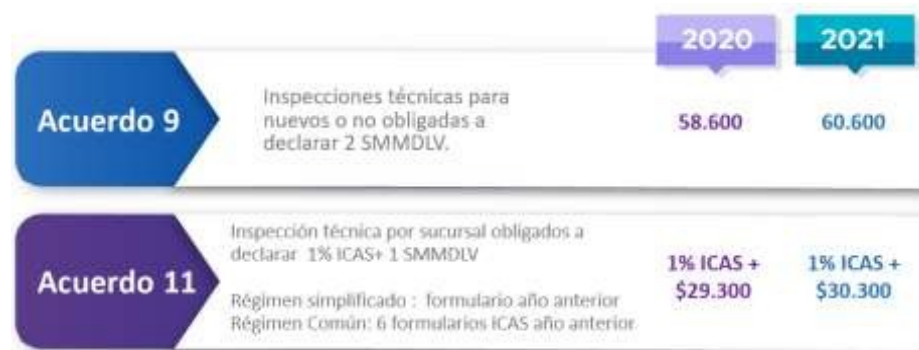 2020 2021
Acuerdo 9
Inspecciones técnicas para
nuevos o no obligadas a
declarar 2 SMMDLV.
58.600 60.600
Acuerdo 11
Inspección técnica por sucursal obligados a
declarar 1% ICAS+ 1 SMMDLV
Régimen simplificado : formulario año anterior
Régimen Común: 6 formularios ICAS año anterior
1% ICAS + 1% ICAS +
$29.300 $30.300